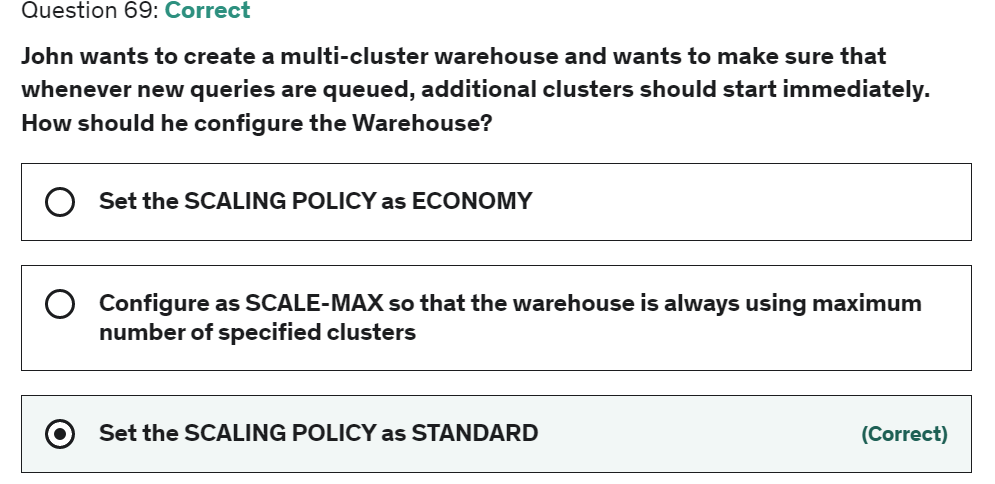 Question 69: Correct
John wants to create a multi-cluster warehouse and wants to make sure that
whenever new queries are queued, additional clusters should start immediately.
How should he configure the Warehouse?
Set the SCALING POLICY as ECONOMY
Configure as SCALE-MAX so that the warehouse is always using maximum
number of specified clusters
Set the SCALING POLICY as STANDARD (Correct)